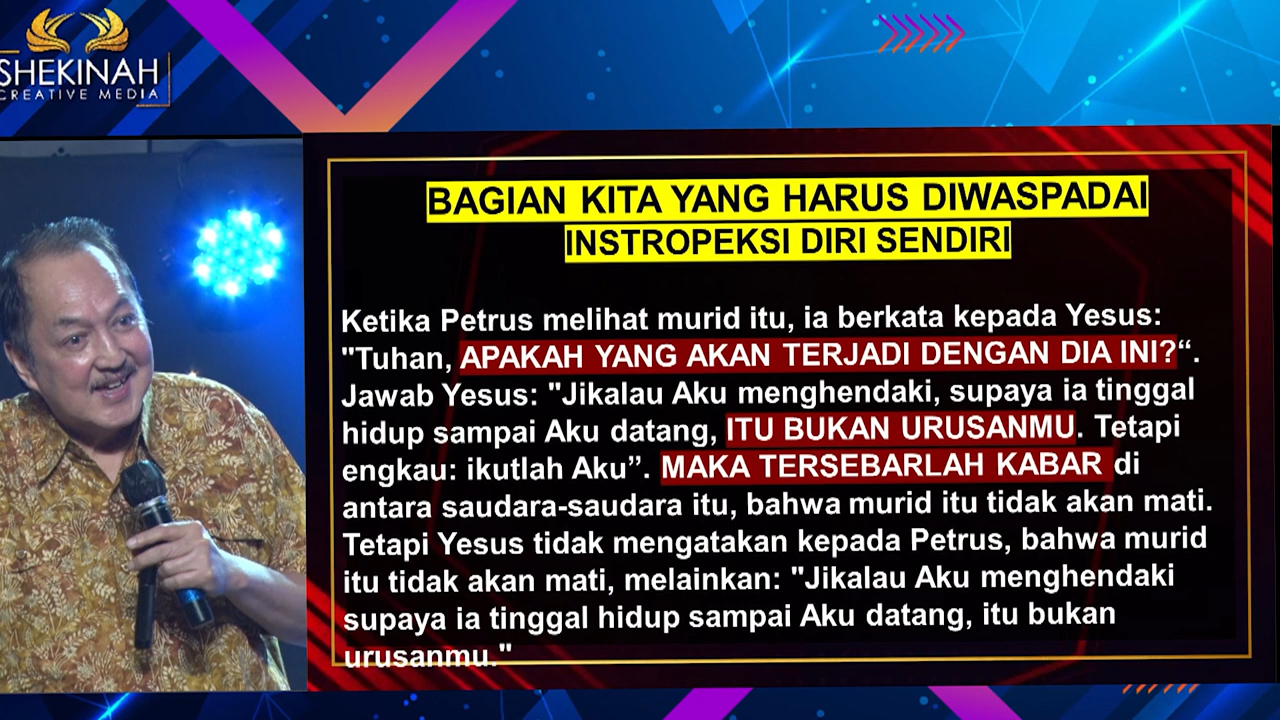 SHEKINAH
CREATIVE MEDIA
BAGIAN KITA YANG HARUS DIWASPADAI
INSTROPEKSI DIRI SENDIRI
Ketika Petrus melihat murid itu, ia berkata kepada Yesus:
"Tuhan, APAKAH YANG AKAN TERJADI DENGAN DIA INI?“.
Jawab Yesus: "Jikalau Aku menghendaki, supaya ia tinggal
hidup sampai Aku datang, ITU BUKAN URUSANMU. Tetapi
engkau: ikutlah Aku”. MAKA TERSEBARLAH KABAR di
antara saudara-saudara itu, bahwa murid itu tidak akan mati.
Tetapi Yesus tidak mengatakan kepada Petrus, bahwa murid
itu tidak akan mati, melainkan: "Jikalau Aku menghendaki
supaya ia tinggal hidup sampai Aku datang, itu bukan
urusanmu."